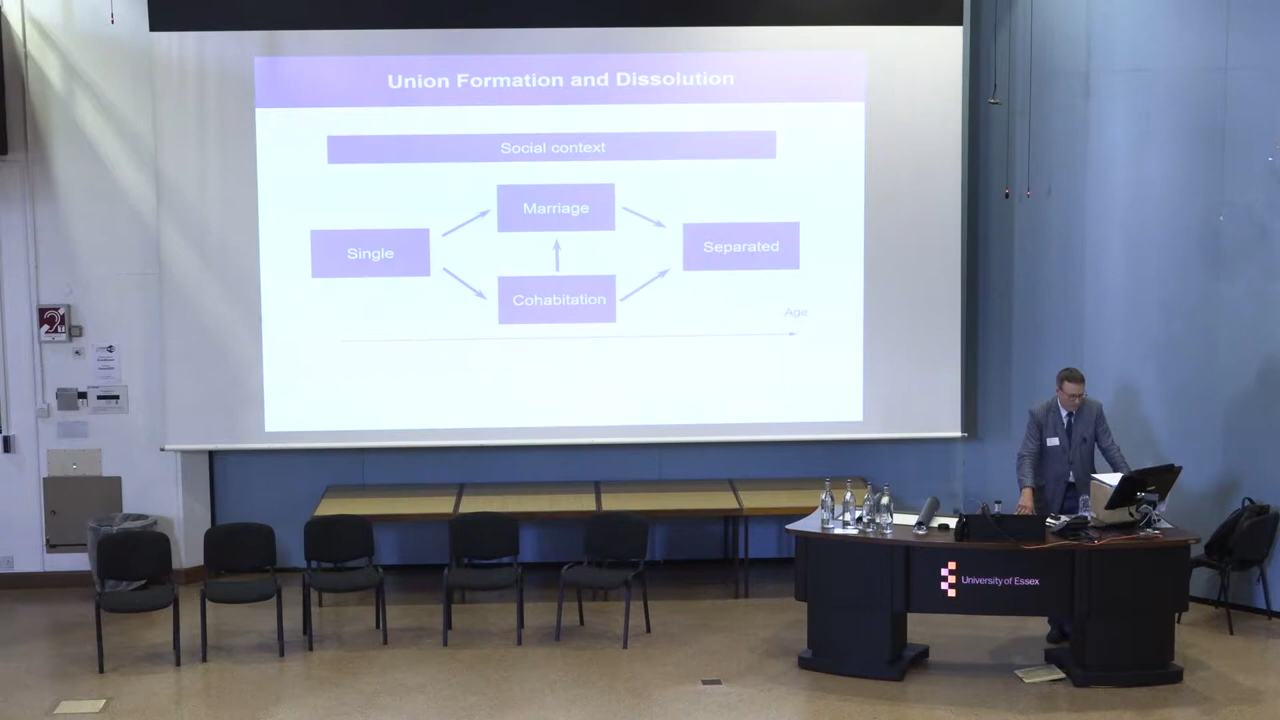 Union Formation and Dissolution
Social context
Marriage
Single
Separated
Cohabitation
Age
University of Essex